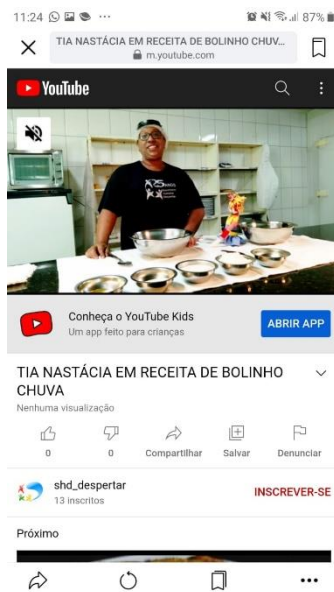 11:24
87%
TIA NASTÁCIA EM RECEITA DE BOLINHO CHUV...
m.youtube.com
YouTube
Conheça o YouTube Kids
Um app feito para crianças
ABRIR APP
TIA NASTÁCIA EM RECEITA DE BOLINHO
CHUVA
Nenhuma visualização
0
0
Compartilhar
Salvar
Denunciar
shd_despertar
13 inscritos
INSCREVER-SE
Próximo